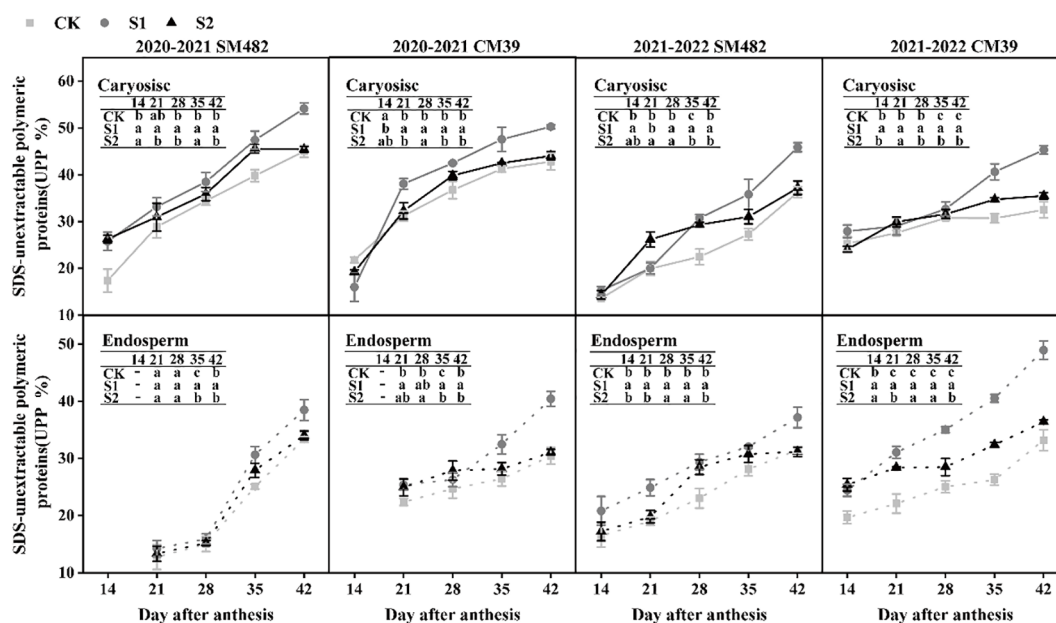 CK S1 S2
2020-2021 SM482 2020-2021 CM39 2021-2022 SM482 2021-2022 CM39
SDS-unextractable polymeric
proteins(UPP %)
60
50
40
30
20
10
Caryosisc
14 21 28 35 42
CK b ab b b b
S1 a a a a a
S2 a b b a b
Caryosisc
14 21 28 35 42
CK a b b b b
S1 b a a a a
S2 ab b a b b
Caryosisc
14 21 28 35 42
CK b b b c b
S1 a b a a a
S2 ab a a b b
Caryosisc
14 21 28 35 42
CK b b b c c
S1 a a a a a
S2 b a b b b
SDS-unextractable polymeric
proteins(UPP %)
50
40
30
20
10
Endosperm
14 21 28 35 42
CK - a a c b
S1 - a a a a
S2 - a a b b
Endosperm
14 21 28 35 42
CK - b b c b
S1 - a ab a a
S2 - ab a b b
Endosperm
14 21 28 35 42
CK b b b b b
S1 a a a a a
S2 b b a a b
Endosperm
14 21 28 35 42
CK b c c c c
S1 a a a a a
S2 a b a b b
14 21 28 35 42 14 21 28 35 42 14 21 28 35 42 14 21 28 35 42
Day after anthesis Day after anthesis Day after anthesis Day after anthesis